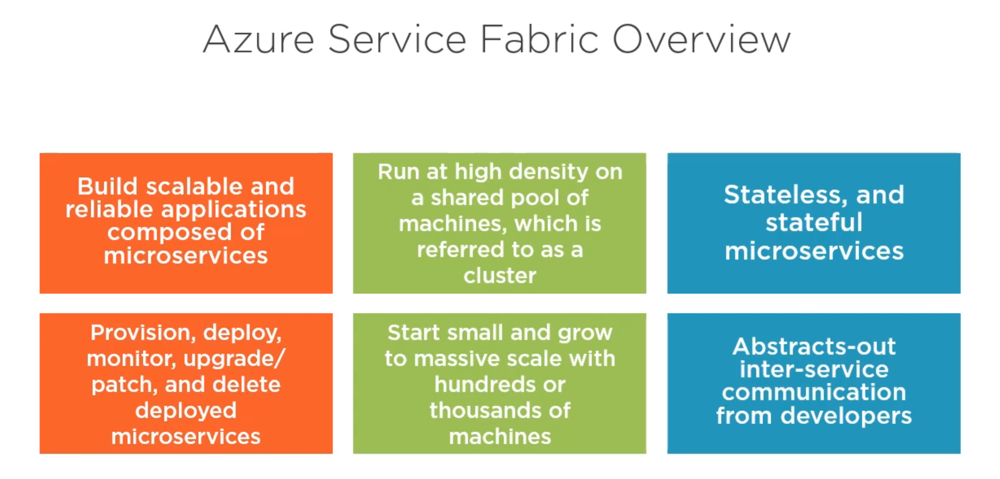 Azure Service Fabric Overview
Build scalable and
reliable applications
composed of
microservices
Run at high density on
a shared pool of
machines, which is
referred to as a
cluster
Stateless, and
stateful
microservices
Provision, deploy,
monitor, upgrade/
patch, and delete
deployed
microservices
Start small and grow
to massive scale with
hundreds or
thousands of
machines
Abstracts-out
inter-service
communication
from developers